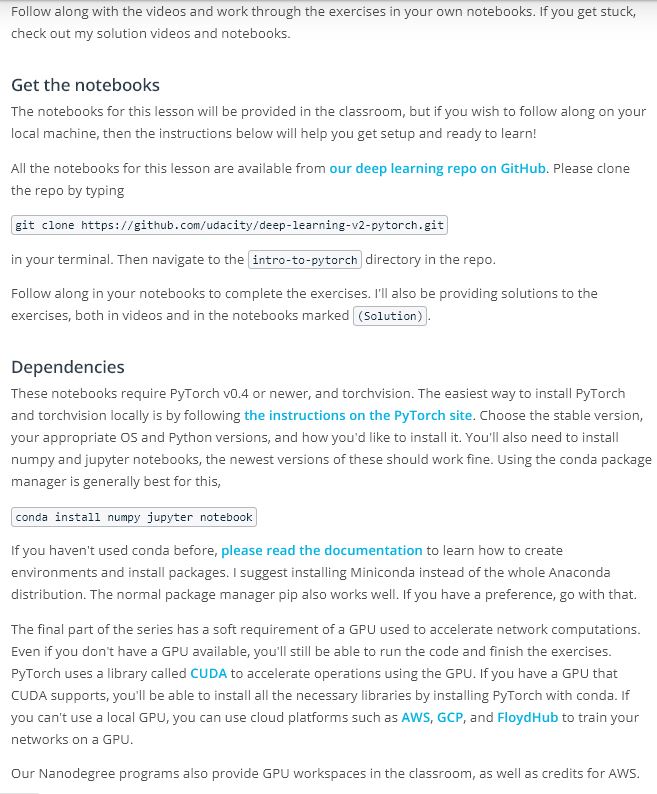 Follow along with the videos and work through the exercises in your own notebooks. If you get stuck,
check out my solution videos and notebooks.
Get the notebooks
The notebooks for this lesson will be provided in the classroom, but if you wish to follow along on your
local machine, then the instructions below will help you get setup and ready to learn!
All the notebooks for this lesson are available from our deep learning repo on GitHub. Please clone
the repo by typing
git clone https://github.com/udacity/deep-learning-v2-pytorch.git
in your terminal. Then navigate to the intro-to-pytorch directory in the repo.
Follow along in your notebooks to complete the exercises. I'll also be providing solutions to the
exercises, both in videos and in the notebooks marked (Solution).
Dependencies
These notebooks require PyTorch v0.4 or newer, and torchvision. The easiest way to install PyTorch
and torchvision locally is by following the instructions on the PyTorch site. Choose the stable version,
your appropriate OS and Python versions, and how you'd like to install it. You'll also need to install
numpy and jupyter notebooks, the newest versions of these should work fine. Using the conda package
manager is generally best for this,
conda install numpy jupyter notebook
If you haven't used conda before, please read the documentation to learn how to create
environments and install packages. I suggest installing Miniconda instead of the whole Anaconda
distribution. The normal package manager pip also works well. If you have a preference, go with that.
The final part of the series has a soft requirement of a GPU used to accelerate network computations.
Even if you don't have a GPU available, you'll still be able to run the code and finish the exercises.
PyTorch uses a library called CUDA to accelerate operations using the GPU. If you have a GPU that
CUDA supports, you'll be able to install all the necessary libraries by installing PyTorch with conda. If
you can't use a local GPU, you can use cloud platforms such as AWS, GCP, and FloydHub to train your
networks on a GPU.
Our Nanodegree programs also provide GPU workspaces in the classroom, as well as credits for AWS.